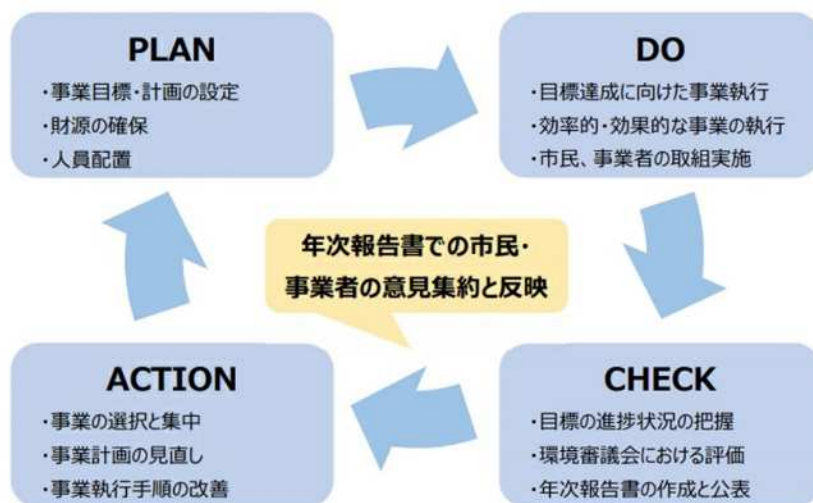 PLAN
・事業目標・計画の設定
・財源の確保
・人員配置
DO
・目標達成に向けた事業執行
・効率的・効果的な事業の執行
・市民、事業者の取組実施
年次報告書での市民・
事業者の意見集約と反映
ACTION
・事業の選択と集中
・事業計画の見直し
・事業執行手順の改善
CHECK
・目標の進捗状況の把握
・環境審議会における評価
・年次報告書の作成と公表